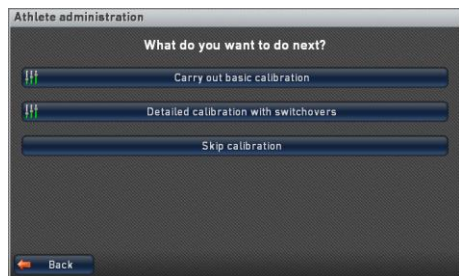 Athlete administration
What do you want to do next?
Carry out basic calibration
Detailed calibration with switchovers
Skip calibration
Back